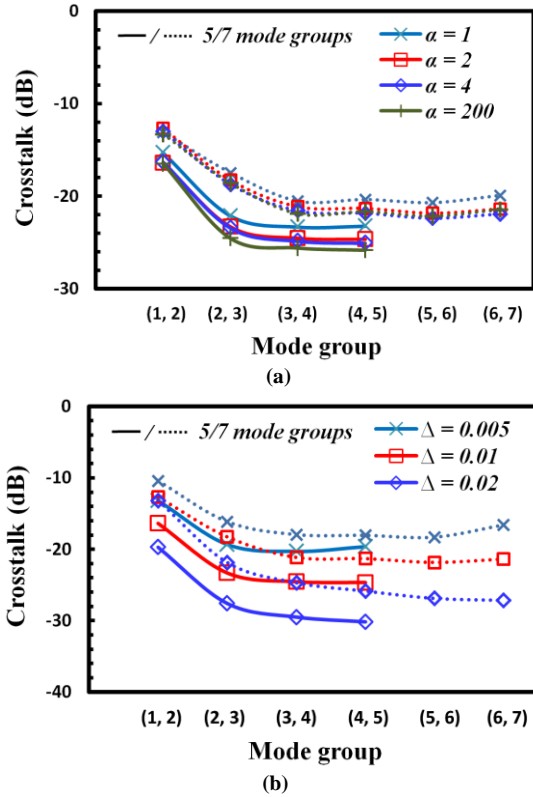 0
-10
-20
-30
Crosstalk (dB)
/ 5/7 mode groups
α = 1
α = 2
α = 4
α = 200
(1, 2) (2, 3) (3, 4) (4, 5) (5, 6) (6, 7)
Mode group
(a)
0
-10
-20
-30
-40
Crosstalk (dB)
/ 5/7 mode groups
Δ = 0.005
Δ = 0.01
Δ = 0.02
(1, 2) (2, 3) (3, 4) (4, 5) (5, 6) (6, 7)
Mode group
(b)